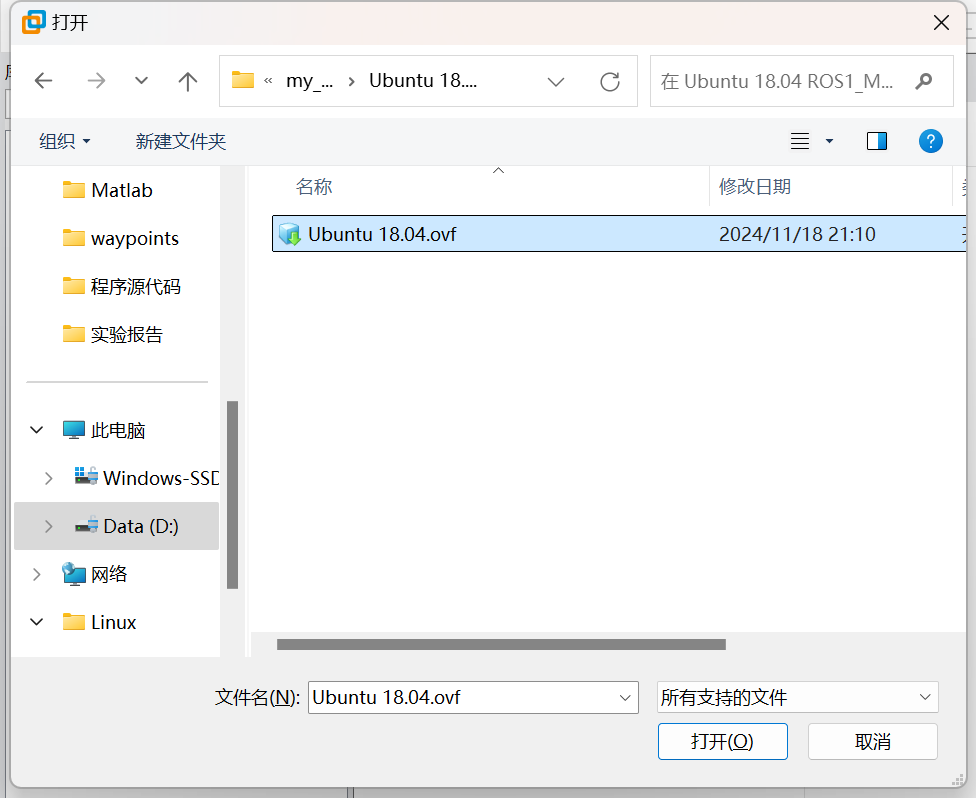 打开
« my_... › Ubuntu 18....
在 Ubuntu 18.04 ROS1_M...
组织
新建文件夹
Matlab
waypoints
程序源代码
实验报告
此电脑
Windows-SSD
Data (D:)
网络
Linux
名称
修改日期
Ubuntu 18.04.ovf
2024/11/18 21:10
文件名(N):
Ubuntu 18.04.ovf
所有支持的文件
打开(O)
取消